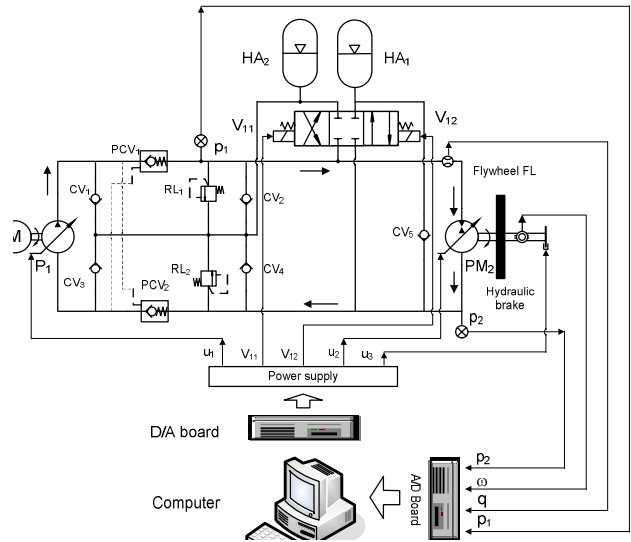 HA₂
HA₁
V₁₁
V₁₂
p₁
PCV₁
Flywheel FL
CV₁
RL₁
CV₂
M
P₁
CV₅
PM₂
CV₃
RL₂
CV₄
PCV₂
Hydraulic
brake
p₂
u₁
V₁₁
V₁₂
u₂
u₃
Power supply
D/A board
Computer
A/D Board
p₂
ω
q
p₁